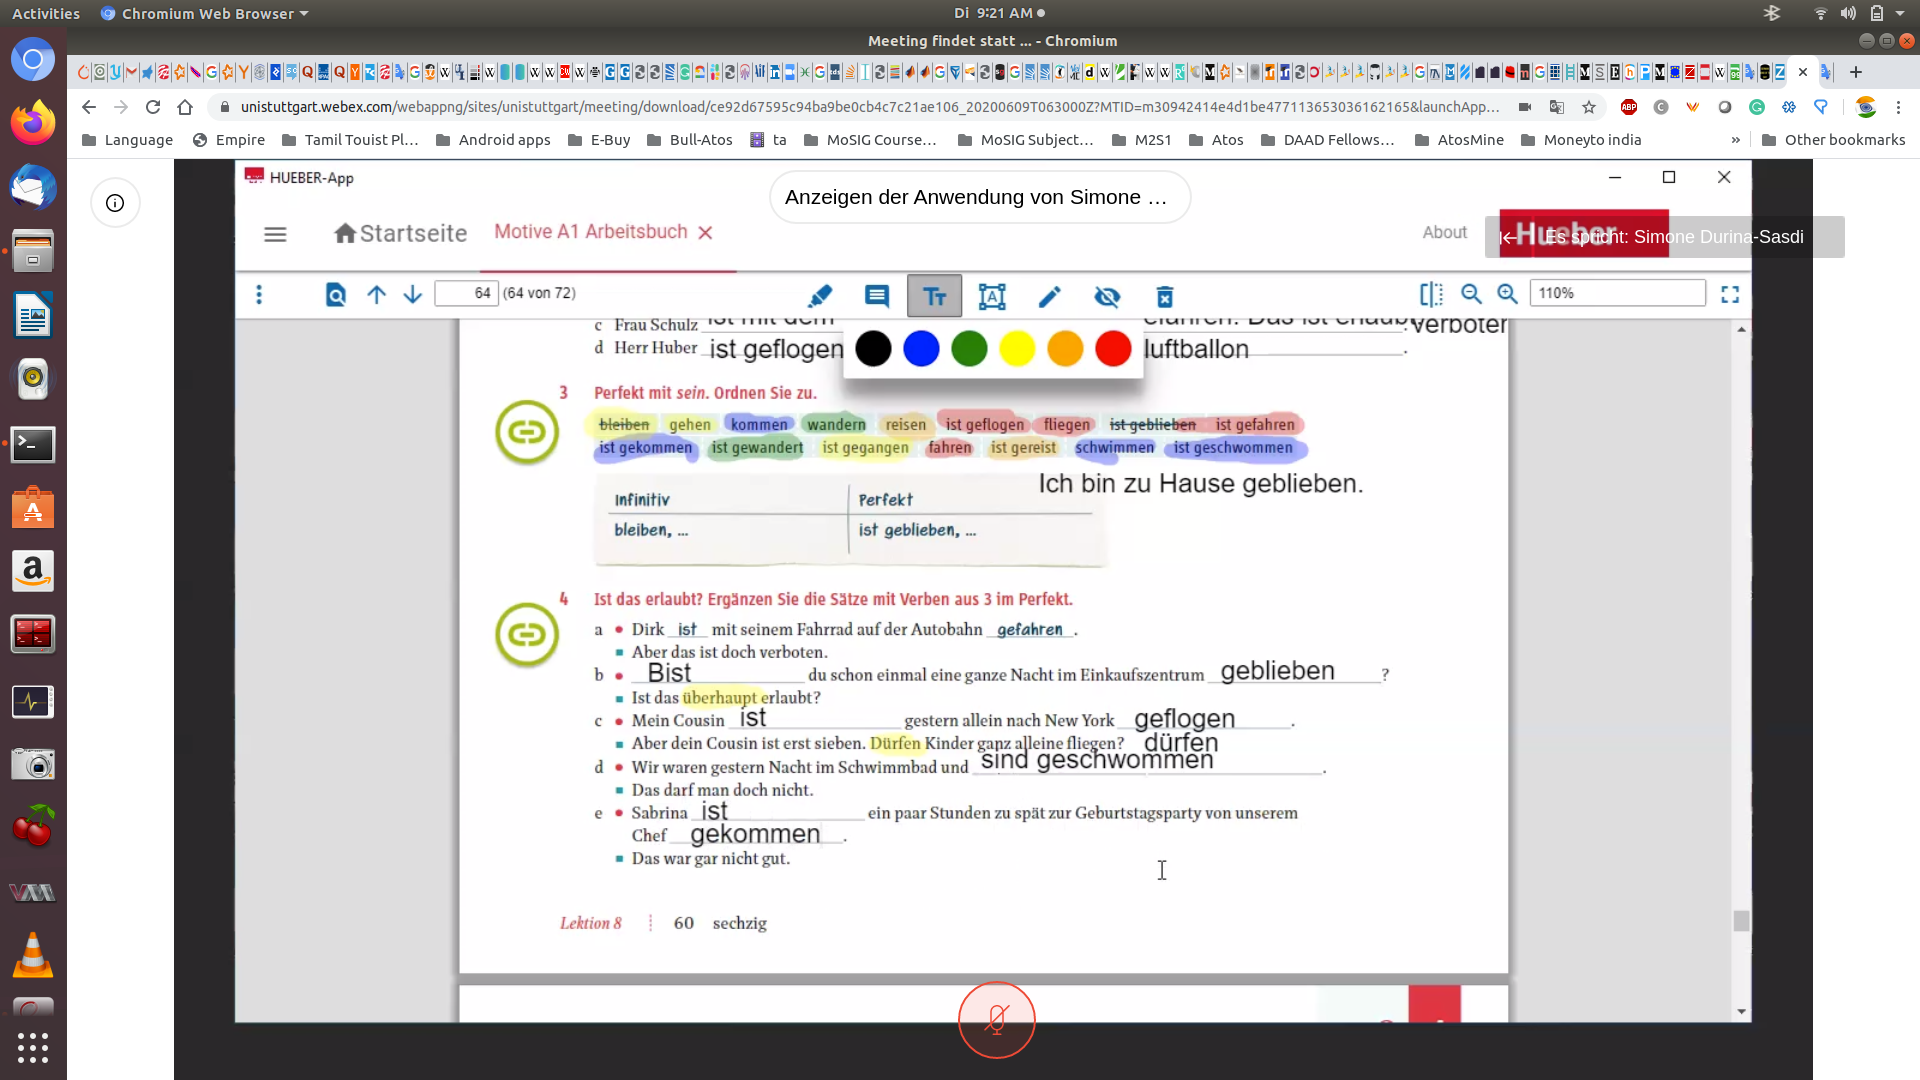 Activities
Chromium Web Browser
Di 9:21 AM
Meeting findet statt ... - Chromium
unistuttgart.webex.com/webappng/sites/unistuttgart/meeting/download/ce92d67595c94ba9be0cb4c7c21ae106_20200609T063000Z?MTID=m30942414e4d1be477113653036162165&launchApp...
Language Empire Tamil Touist Pl... Android apps E-Buy Bull-Atos ta MoSIG Course... MoSIG Subject... M2S1 Atos DAAD Fellows... AtosMine Moneyto india » Other bookmarks
HUEBER-App
Anzeigen der Anwendung von Simone ...
Startseite Motive A1 Arbeitsbuch About Hueber
Es spricht: Simone Durina-Sasdi
64 (64 von 72) 110%
c Frau Schulz ist mit dem efahren. Das ist erlaubt. verboten
d Herr Huber ist geflogen luftballon .
3 Perfekt mit sein. Ordnen Sie zu.
bleiben gehen kommen wandern reisen ist geflogen fliegen ist geblieben ist gefahren
ist gekommen ist gewandert ist gegangen fahren ist gereist schwimmen ist geschwommen
Ich bin zu Hause geblieben.
Infinitiv Perfekt
bleiben, ... ist geblieben, ...
4 Ist das erlaubt? Ergänzen Sie die Sätze mit Verben aus 3 im Perfekt.
a Dirk ist mit seinem Fahrrad auf der Autobahn gefahren .
Aber das ist doch verboten.
b Bist du schon einmal eine ganze Nacht im Einkaufszentrum geblieben ?
Ist das überhaupt erlaubt?
c Mein Cousin ist gestern allein nach New York geflogen .
Aber dein Cousin ist erst sieben. Dürfen Kinder ganz alleine fliegen? dürfen
d Wir waren gestern Nacht im Schwimmbad und sind geschwommen .
Das darf man doch nicht.
e Sabrina ist ein paar Stunden zu spät zur Geburtstagsparty von unserem
Chef gekommen .
Das war gar nicht gut.
Lektion 8 60 sechzig